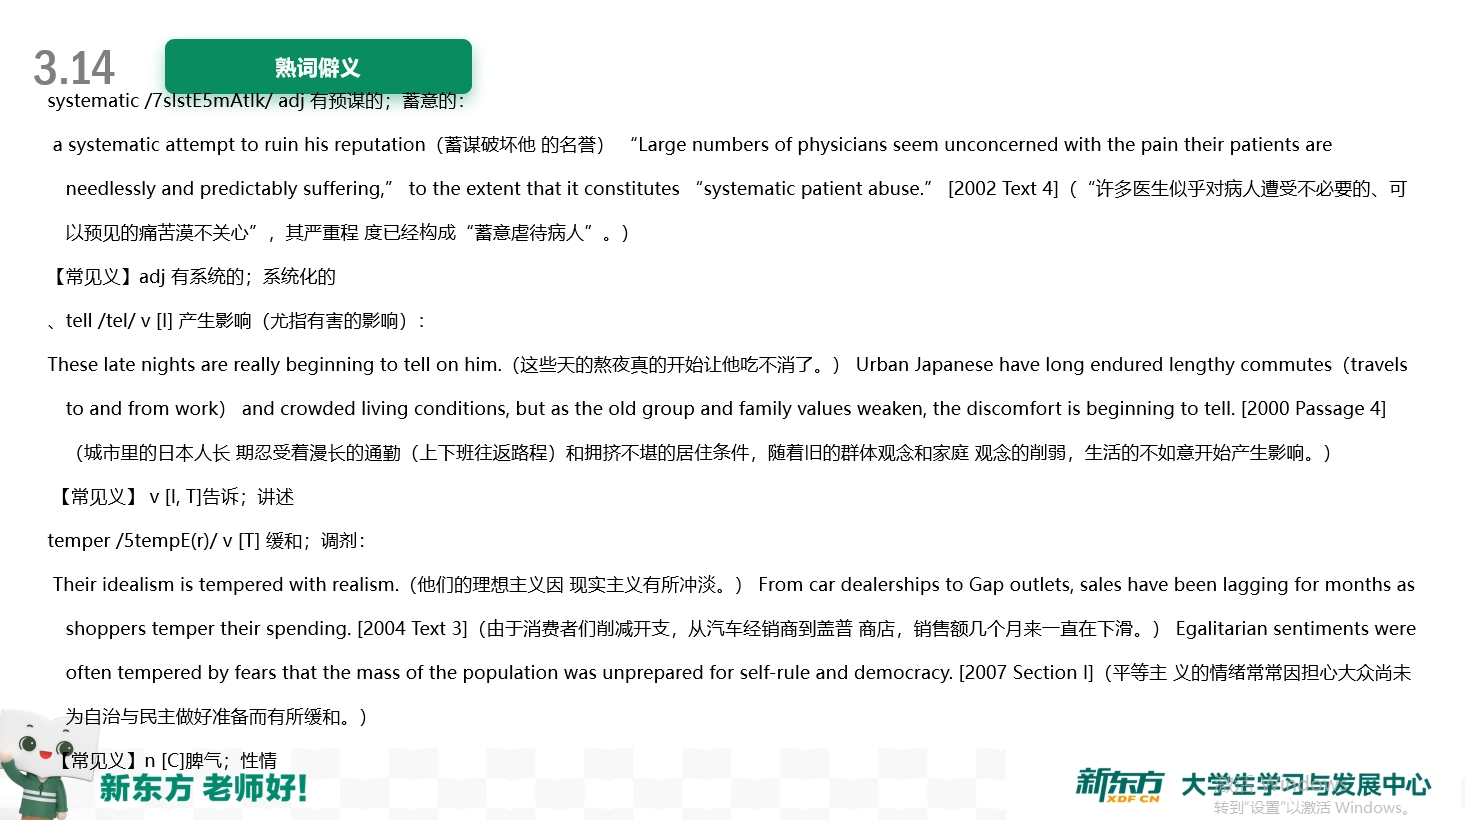 3.14
熟词僻义
systematic /7sIstE5mAtIk/ adj 有预谋的；蓄意的：
a systematic attempt to ruin his reputation（蓄谋破坏他 的名誉） “Large numbers of physicians seem unconcerned with the pain their patients are
needlessly and predictably suffering,” to the extent that it constitutes “systematic patient abuse.” [2002 Text 4]（“许多医生似乎对病人遭受不必要的、可
以预见的痛苦漠不关心”，其严重程 度已经构成“蓄意虐待病人”。）
【常见义】adj 有系统的；系统化的
、tell /tel/ v [I] 产生影响（尤指有害的影响）：
These late nights are really beginning to tell on him.（这些天的熬夜真的开始让他吃不消了。） Urban Japanese have long endured lengthy commutes（travels
to and from work） and crowded living conditions, but as the old group and family values weaken, the discomfort is beginning to tell. [2000 Passage 4]
（城市里的日本人长 期忍受着漫长的通勤（上下班往返路程）和拥挤不堪的居住条件，随着旧的群体观念和家庭 观念的削弱，生活的不如意开始产生影响。）
【常见义】 v [I, T]告诉；讲述
temper /5tempE(r)/ v [T] 缓和；调剂：
Their idealism is tempered with realism.（他们的理想主义因 现实主义有所冲淡。） From car dealerships to Gap outlets, sales have been lagging for months as
shoppers temper their spending. [2004 Text 3]（由于消费者们削减开支，从汽车经销商到盖普 商店，销售额几个月来一直在下滑。） Egalitarian sentiments were
often tempered by fears that the mass of the population was unprepared for self-rule and democracy. [2007 Section I]（平等主 义的情绪常常因担心大众尚未
为自治与民主做好准备而有所缓和。）
【常见义】n [C]脾气；性情
新东方 老师好！
新东方 XDF.CN 大学生学习与发展中心
激活 Windows
转到“设置”以激活 Windows。